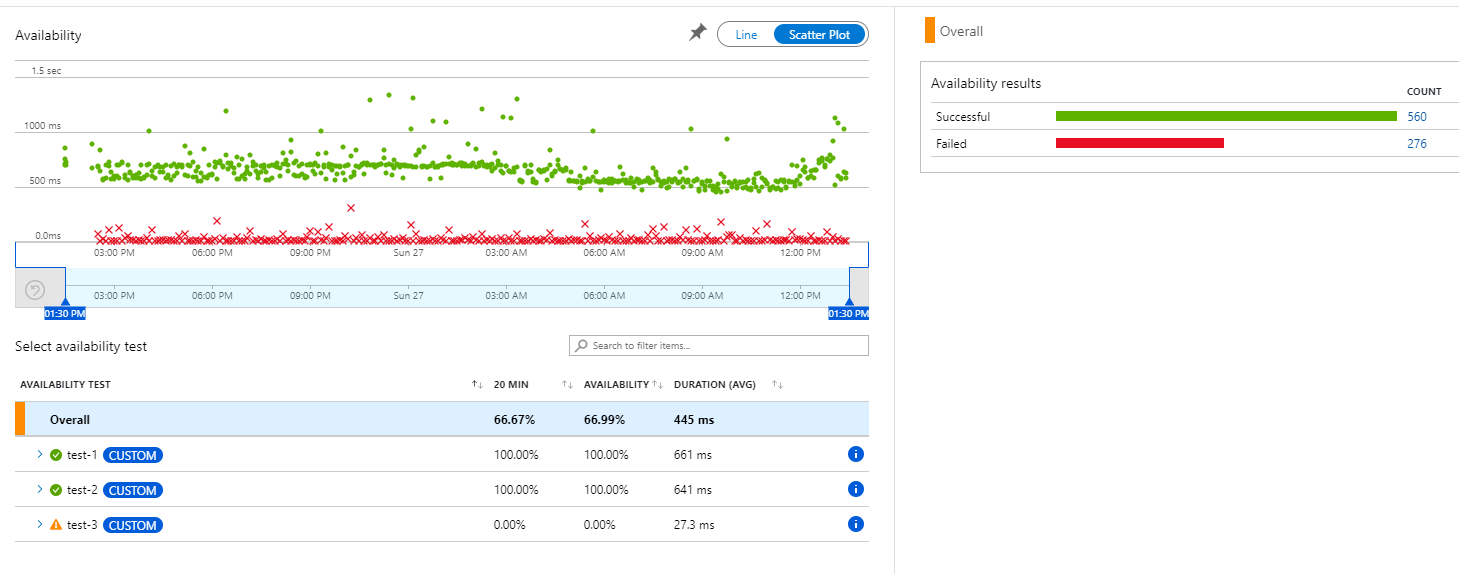 Availability
Line Scatter Plot
1.5 sec
1000 ms
500 ms
0.0ms
03:00 PM 06:00 PM 09:00 PM Sun 27 03:00 AM 06:00 AM 09:00 AM 12:00 PM
03:00 PM 06:00 PM 09:00 PM Sun 27 03:00 AM 06:00 AM 09:00 AM 12:00 PM
01:30 PM 01:30 PM
Select availability test
Search to filter items...
AVAILABILITY TEST 20 MIN AVAILABILITY DURATION (AVG)
Overall 66.67% 66.99% 445 ms
test-1 CUSTOM 100.00% 100.00% 661 ms
test-2 CUSTOM 100.00% 100.00% 641 ms
test-3 CUSTOM 0.00% 0.00% 27.3 ms
Overall
Availability results
COUNT
Successful 560
Failed 276